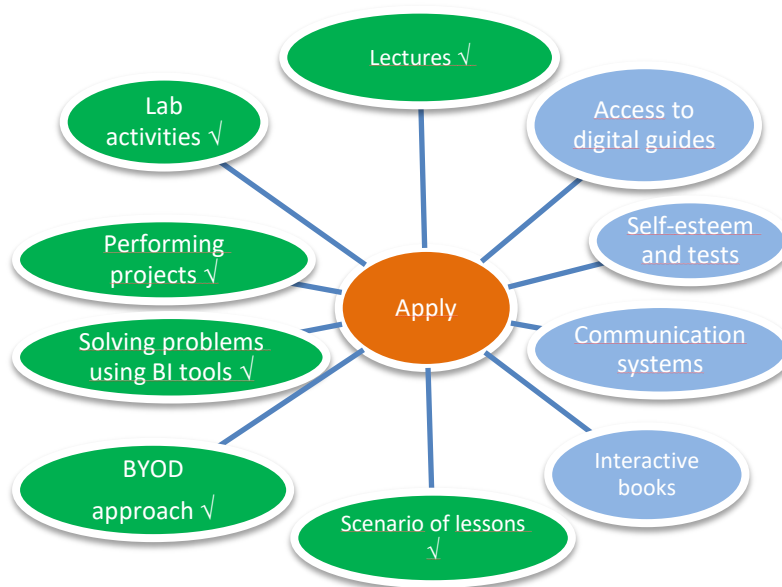 Lectures √
Lab
activities √
Access to
digital guides
Performing
projects √
Self-esteem
and tests
Apply
Solving problems
using BI tools √
Communication
systems
BYOD
approach √
Interactive
books
Scenario of lessons
√